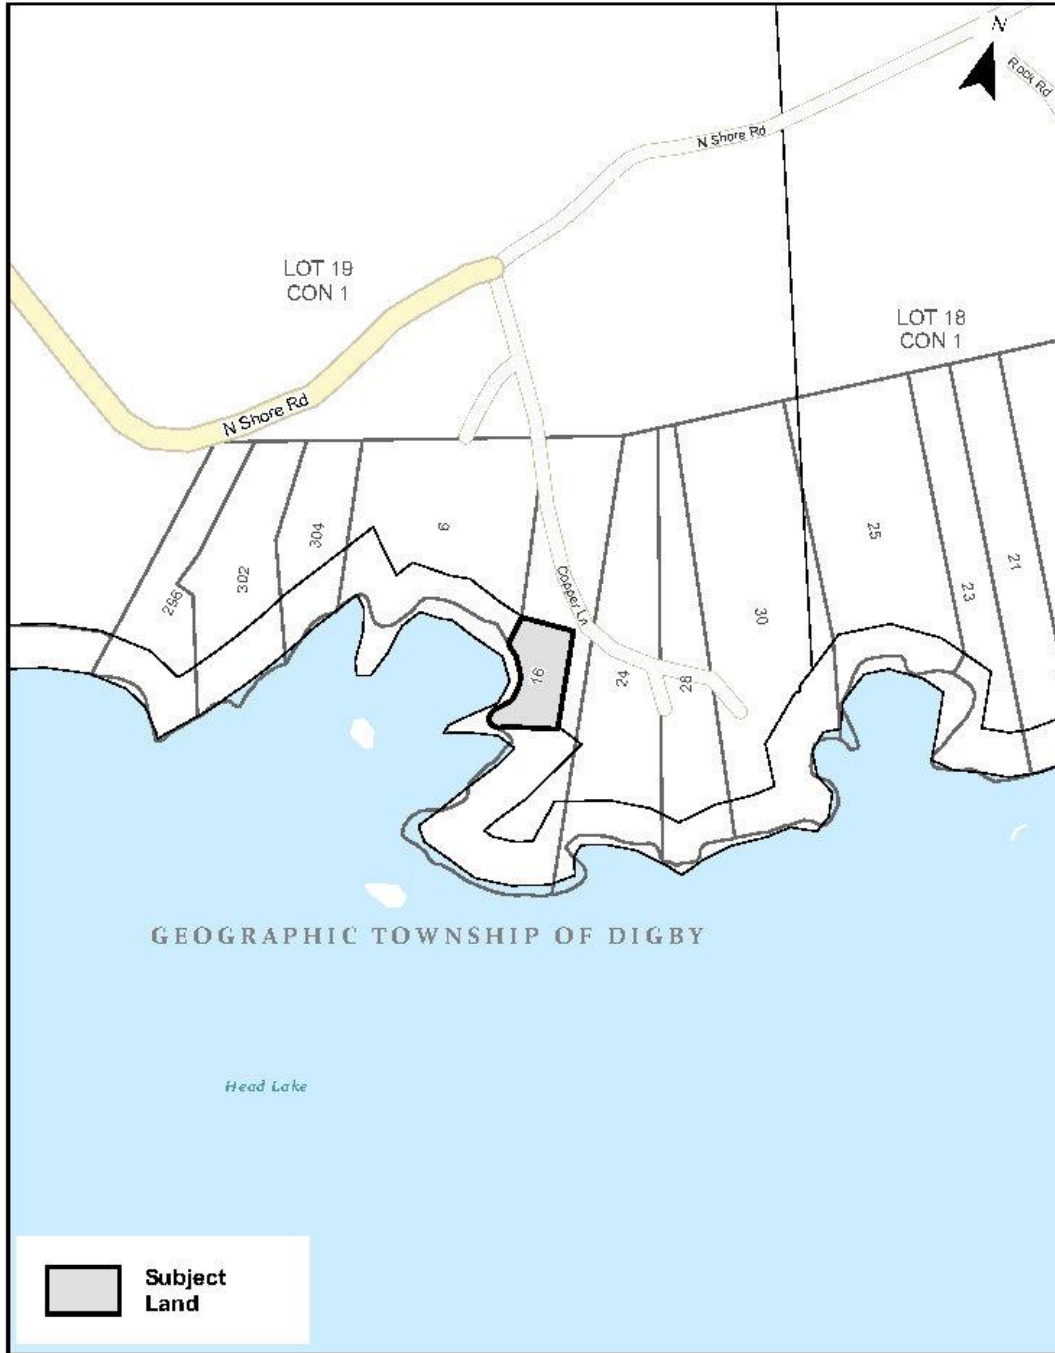 N
Rock Rd
N Shore Rd
LOT 19
CON 1
LOT 18
CON 1
N Shore Rd
6
304
302
296
25
21
23
Copper Ln
30
16
24
28
GEOGRAPHIC TOWNSHIP OF DIGBY
Head Lake
Subject
Land